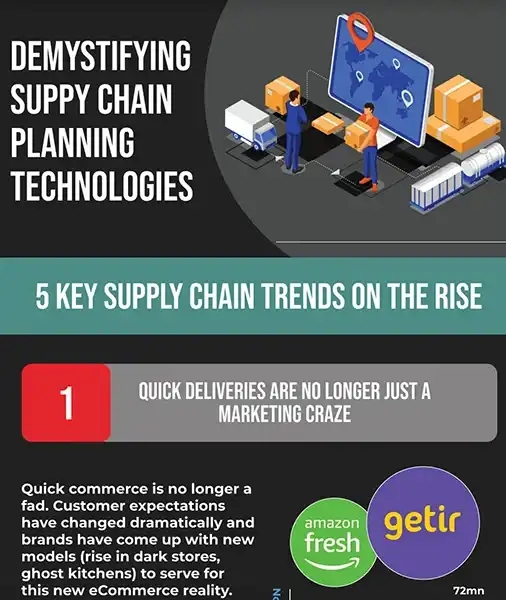 DEMYSTIFYING
SUPPY CHAIN
PLANNING
TECHNOLOGIES
5 KEY SUPPLY CHAIN TRENDS ON THE RISE
1
QUICK DELIVERIES ARE NO LONGER JUST A
MARKETING CRAZE
Quick commerce is no longer a
fad. Customer expectations
have changed dramatically and
brands have come up with new
models (rise in dark stores,
ghost kitchens) to serve for
this new eCommerce reality.
amazon
fresh
getir
72mn